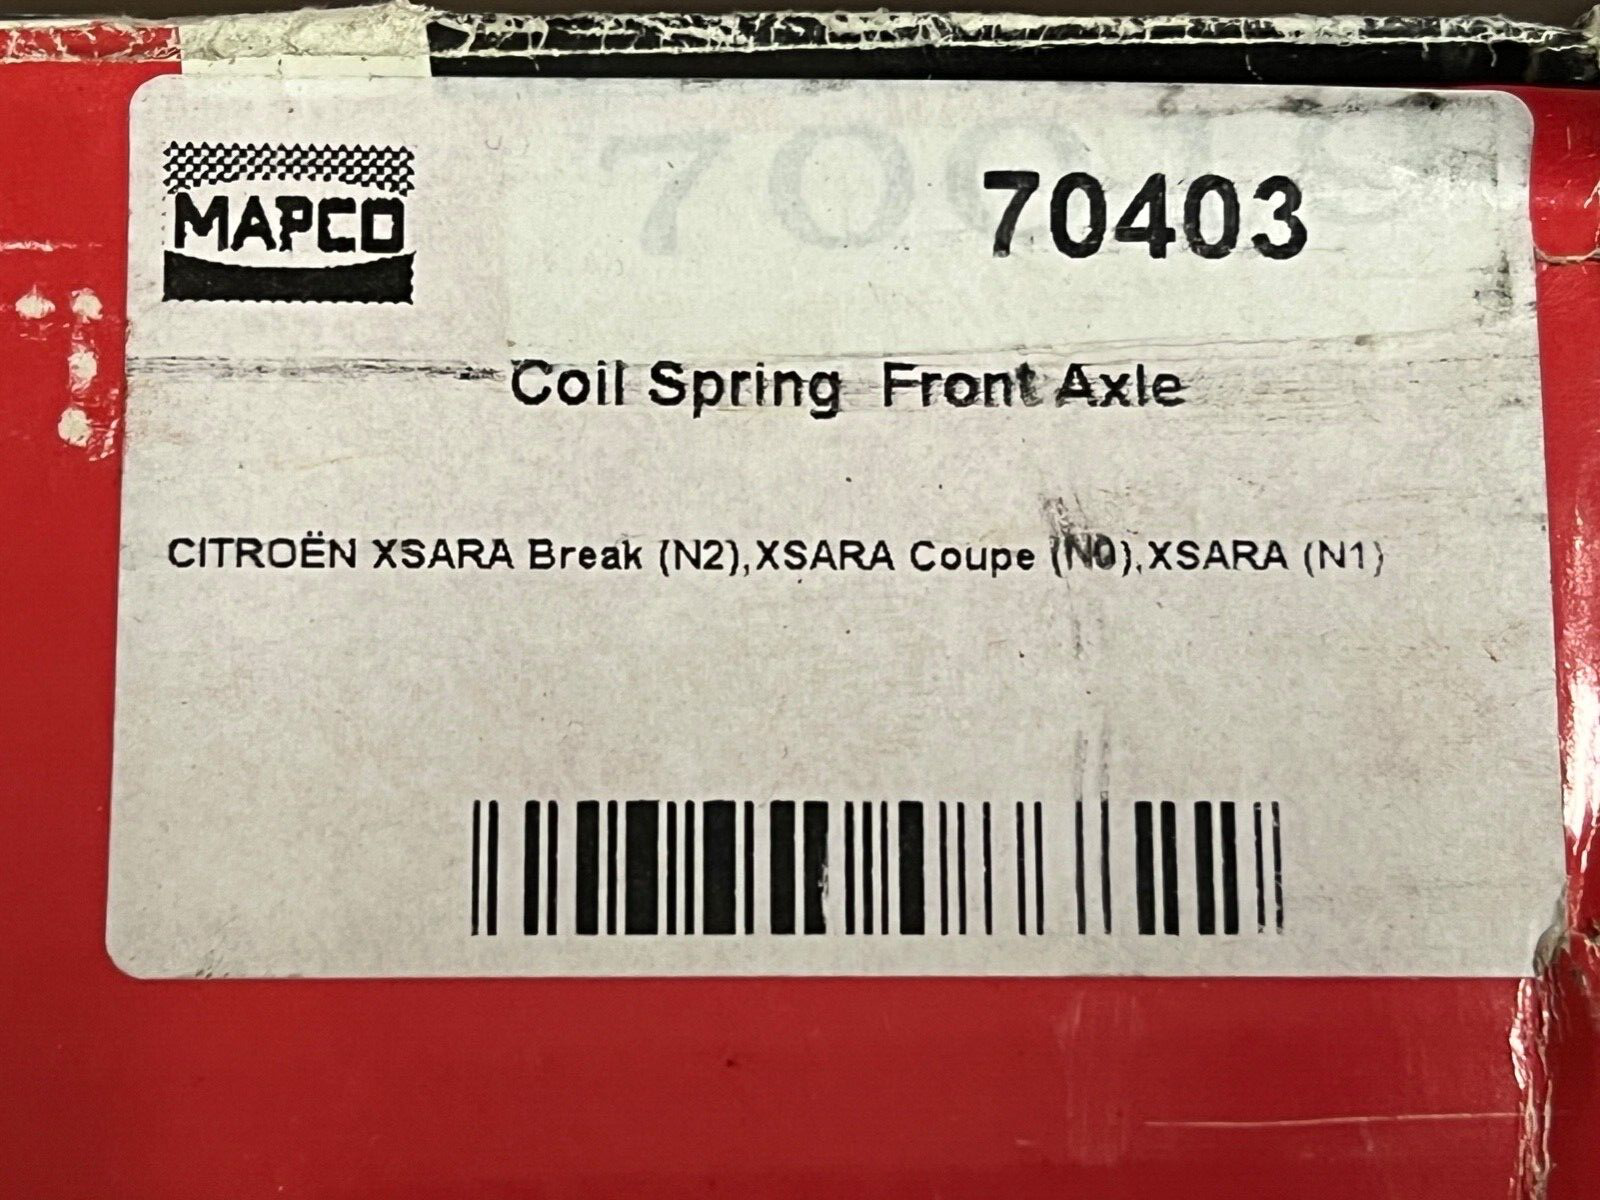 MAPCO
70403
Coil Spring Front Axle
CITROËN XSARA Break (N2),XSARA Coupe (N0),XSARA (N1)